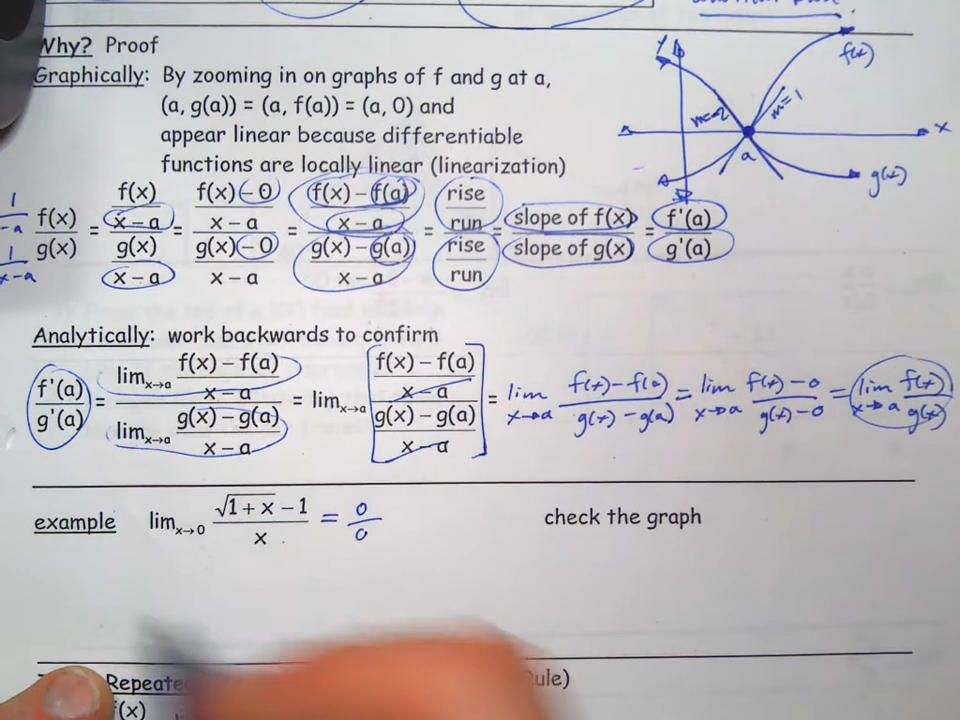 Why? Proof
Graphically: By zooming in on graphs of f and g at a,
(a, g(a)) = (a, f(a)) = (a, 0) and
appear linear because differentiable
functions are locally linear (linearization)
y
f(x)
m=-2
m=1
x
a
g(x)
f(x)/g(x) = (f(x)/(x-a))/(g(x)/(x-a)) = ((f(x)-0)/(x-a))/((g(x)-0)/(x-a)) = ((f(x)-f(a))/(x-a))/((g(x)-g(a))/(x-a)) = (rise/run)/(rise/run) = slope of f(x)/slope of g(x) = f'(a)/g'(a)
Analytically: work backwards to confirm
f'(a)/g'(a) = (lim x→a (f(x)-f(a))/(x-a))/(lim x→a (g(x)-g(a))/(x-a)) = lim x→a ((f(x)-f(a))/(x-a))/((g(x)-g(a))/(x-a)) = lim x→a (f(x)-f(a))/(g(x)-g(a)) = lim x→a (f(x)-0)/(g(x)-0) = lim x→a f(x)/g(x)
example lim x→0 (√(1+x) - 1)/x = 0/0 check the graph
Repeate
Rule)
f(x)